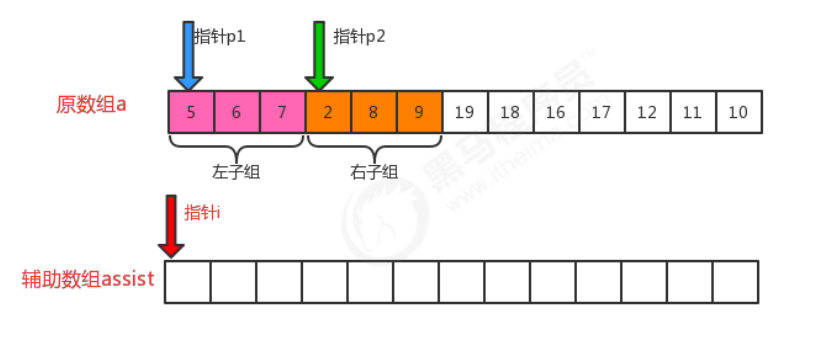 指针p1 指针p2
原数组a 5 6 7 2 8 9 19 18 16 17 12 11 10
左子组 右子组
指针i
辅助数组assist
黑马程序员™
www.itheima.com